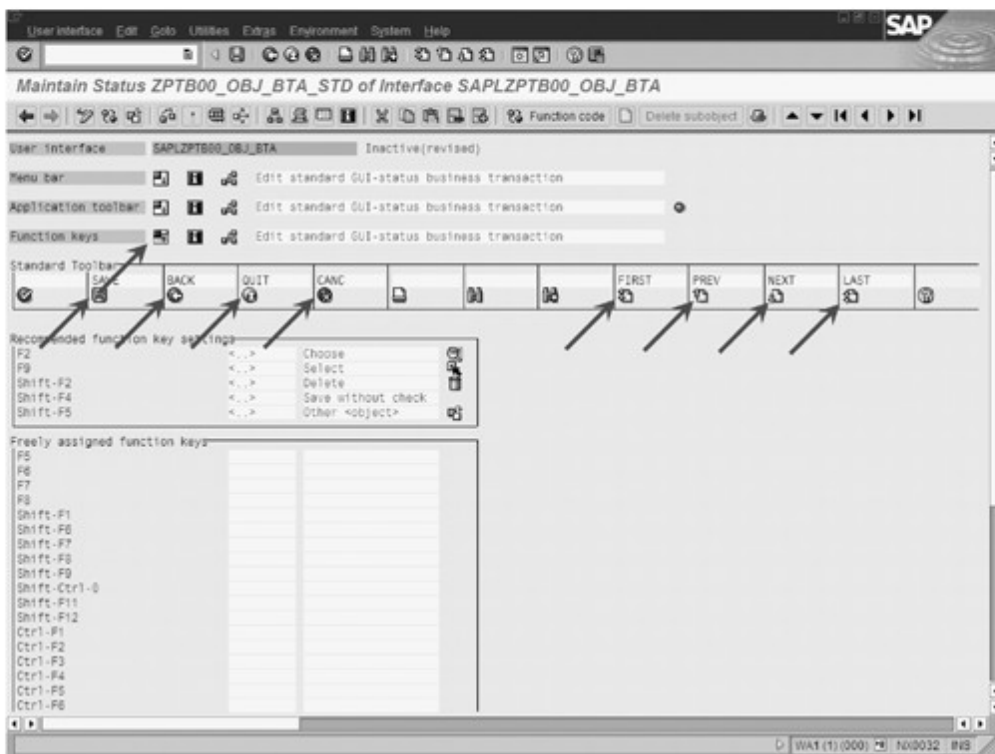 User interface Edit Goto Utilities Extras Environment System Help
SAP
Maintain Status ZPTB00_OBJ_BTA_STD of Interface SAPLZPTB00_OBJ_BTA
Function code Delete subobject
User interface SAPLZPTB00_OBJ_BTA Inactive(revised)
Menu bar Edit standard GUI-status business transaction
Application toolbar Edit standard GUI-status business transaction
Function keys Edit standard GUI-status business transaction
Standard Toolbar
SAVE BACK QUIT CANC FIRST PREV NEXT LAST
Recommended function key settings
F2 <..> Choose
F9 <..> Select
Shift-F2 <..> Delete
Shift-F4 <..> Save without check
Shift-F5 <..> Other <object>
Freely assigned function keys
F5
F6
F7
F8
Shift-F1
Shift-F6
Shift-F7
Shift-F8
Shift-F9
Shift-Ctrl-0
Shift-F11
Shift-F12
Ctrl-F1
Ctrl-F2
Ctrl-F3
Ctrl-F4
Ctrl-F5
Ctrl-F6
WA1 (1) (000) NX0032 INS